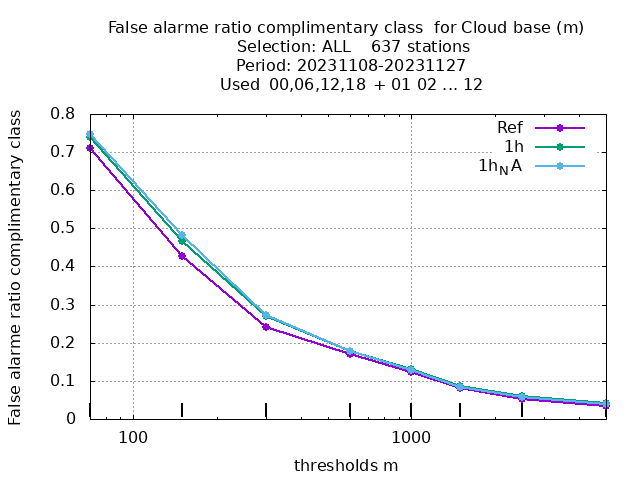 False alarme ratio complimentary class  for Cloud base (m)
Selection: ALL    637 stations
Period: 20231108-20231127
Used  00,06,12,18  + 01 02 ... 12
False alarme ratio complimentary class
0.8
0.7
0.6
0.5
0.4
0.3
0.2
0.1
0
Ref
1h
1h_N A
100
1000
thresholds m